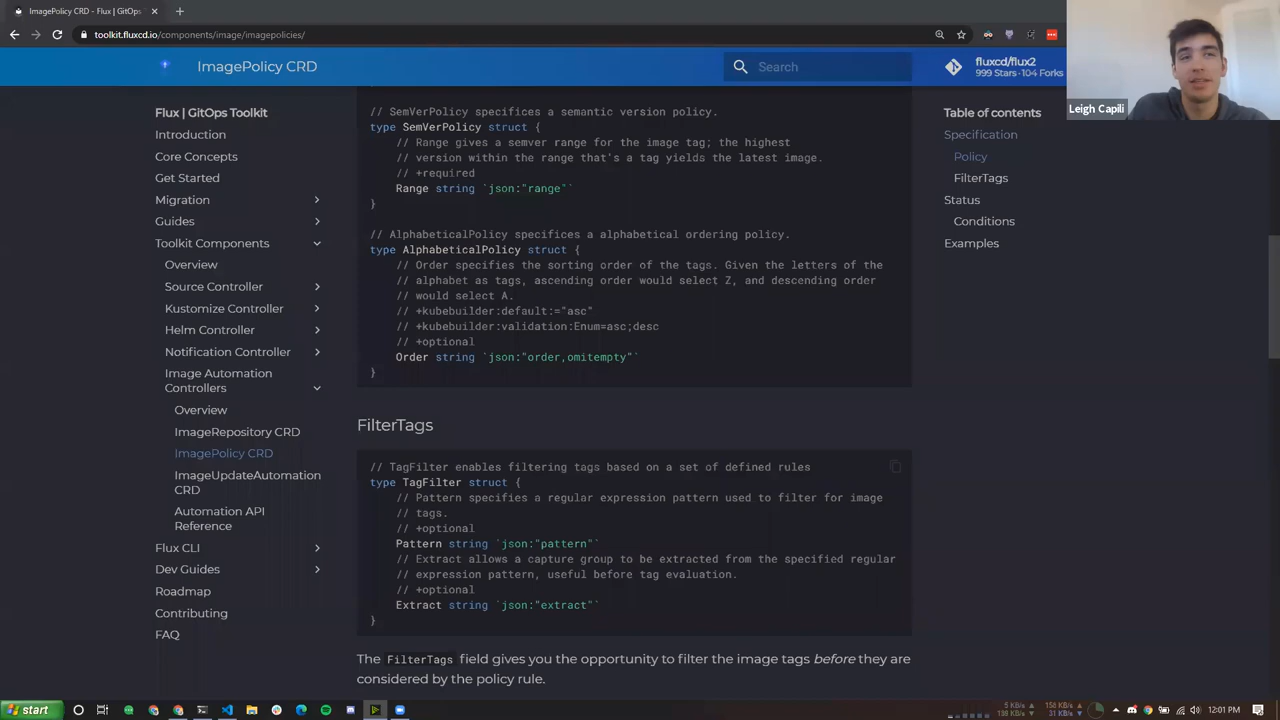 ImagePolicy CRD - Flux | GitOps
toolkit.fluxcd.io/components/image/imagepolicies/
ImagePolicy CRD
Search
fluxcd/flux2
999 Stars · 104 Forks
Leigh Capili
Flux | GitOps Toolkit
Introduction
Core Concepts
Get Started
Migration
Guides
Toolkit Components
Overview
Source Controller
Kustomize Controller
Helm Controller
Notification Controller
Image Automation
Controllers
Overview
ImageRepository CRD
ImagePolicy CRD
ImageUpdateAutomation
CRD
Automation API
Reference
Flux CLI
Dev Guides
Roadmap
Contributing
FAQ
// SemVerPolicy specifices a semantic version policy.
type SemVerPolicy struct {
// Range gives a semver range for the image tag; the highest
// version within the range that's a tag yields the latest image.
// +required
Range string `json:"range"`
}
// AlphabeticalPolicy specifices a alphabetical ordering policy.
type AlphabeticalPolicy struct {
// Order specifies the sorting order of the tags. Given the letters of the
// alphabet as tags, ascending order would select Z, and descending order
// would select A.
// +kubebuilder:default:="asc"
// +kubebuilder:validation:Enum=asc;desc
// +optional
Order string `json:"order,omitempty"`
}
FilterTags
// TagFilter enables filtering tags based on a set of defined rules
type TagFilter struct {
// Pattern specifies a regular expression pattern used to filter for image
// tags.
// +optional
Pattern string `json:"pattern"`
// Extract allows a capture group to be extracted from the specified regular
// expression pattern, useful before tag evaluation.
// +optional
Extract string `json:"extract"`
}
The FilterTags field gives you the opportunity to filter the image tags before they are
considered by the policy rule.
Table of contents
Specification
Policy
FilterTags
Status
Conditions
Examples
start
5 KB/s
198 KB/s
158 KB/s
31 KB/s
12:01 PM